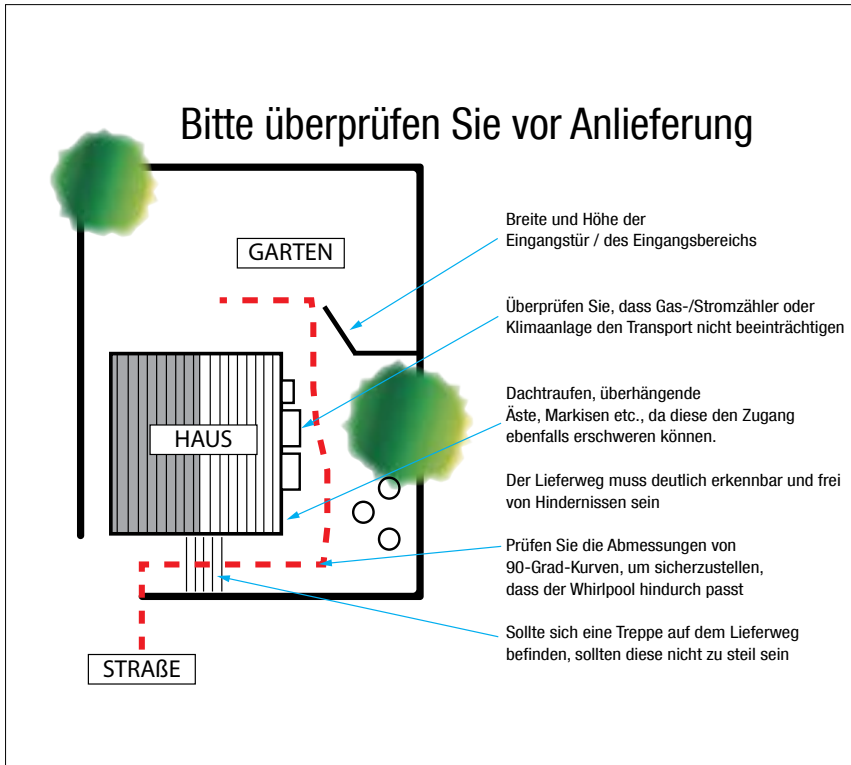 Bitte überprüfen Sie vor Anlieferung
GARTEN
HAUS
STRAßE
Breite und Höhe der
Eingangstür / des Eingangsbereichs
Überprüfen Sie, dass Gas-/Stromzähler oder
Klimaanlage den Transport nicht beeinträchtigen
Dachtraufen, überhängende
Äste, Markisen etc., da diese den Zugang
ebenfalls erschweren können.
Der Lieferweg muss deutlich erkennbar und frei
von Hindernissen sein
Prüfen Sie die Abmessungen von
90-Grad-Kurven, um sicherzustellen,
dass der Whirlpool hindurch passt
Sollte sich eine Treppe auf dem Lieferweg
befinden, sollten diese nicht zu steil sein